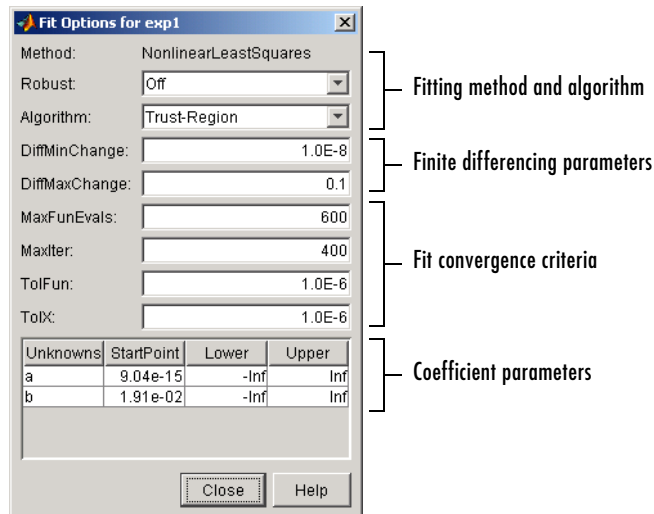 Fit Options for exp1
Method: NonlinearLeastSquares
Robust: Off
Algorithm: Trust-Region
Fitting method and algorithm
DiffMinChange: 1.0E-8
DiffMaxChange: 0.1
Finite differencing parameters
MaxFunEvals: 600
MaxIter: 400
TolFun: 1.0E-6
TolX: 1.0E-6
Fit convergence criteria
Unknowns StartPoint Lower Upper
a 9.04e-15 -Inf Inf
b 1.91e-02 -Inf Inf
Coefficient parameters
Close Help